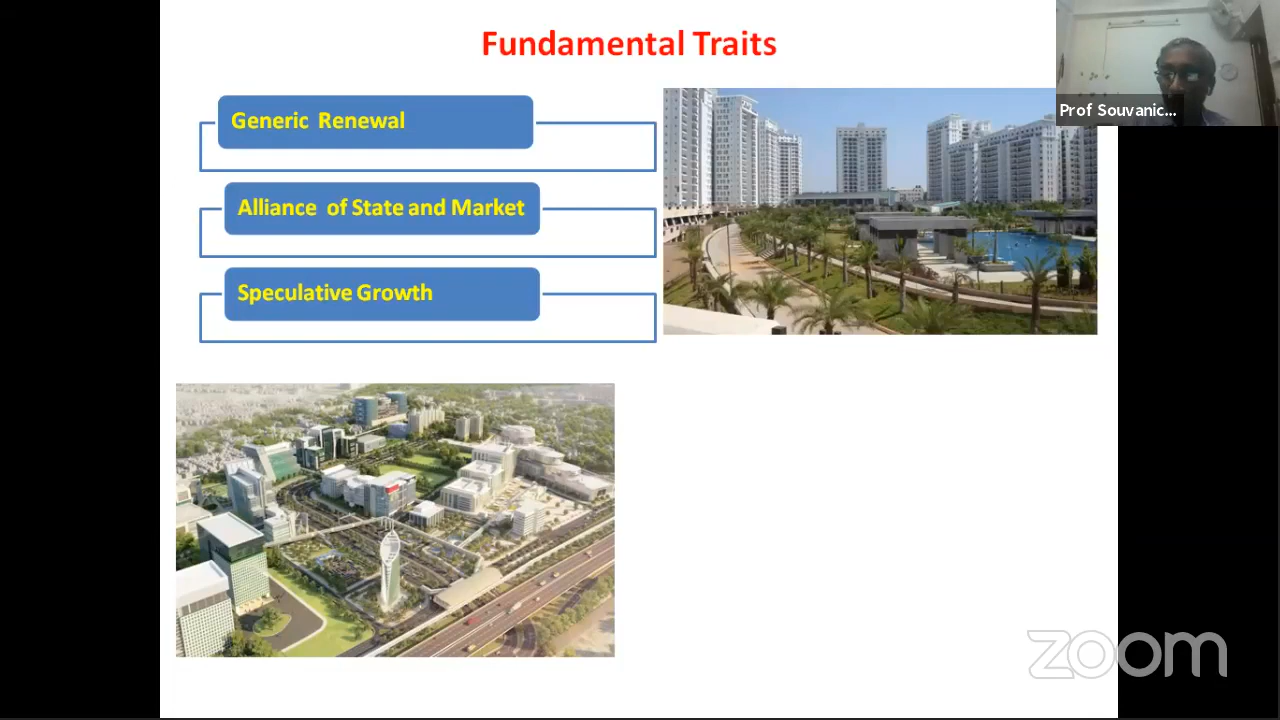 Fundamental Traits
Generic Renewal
Alliance of State and Market
Speculative Growth
Prof Souvanic...
zoom